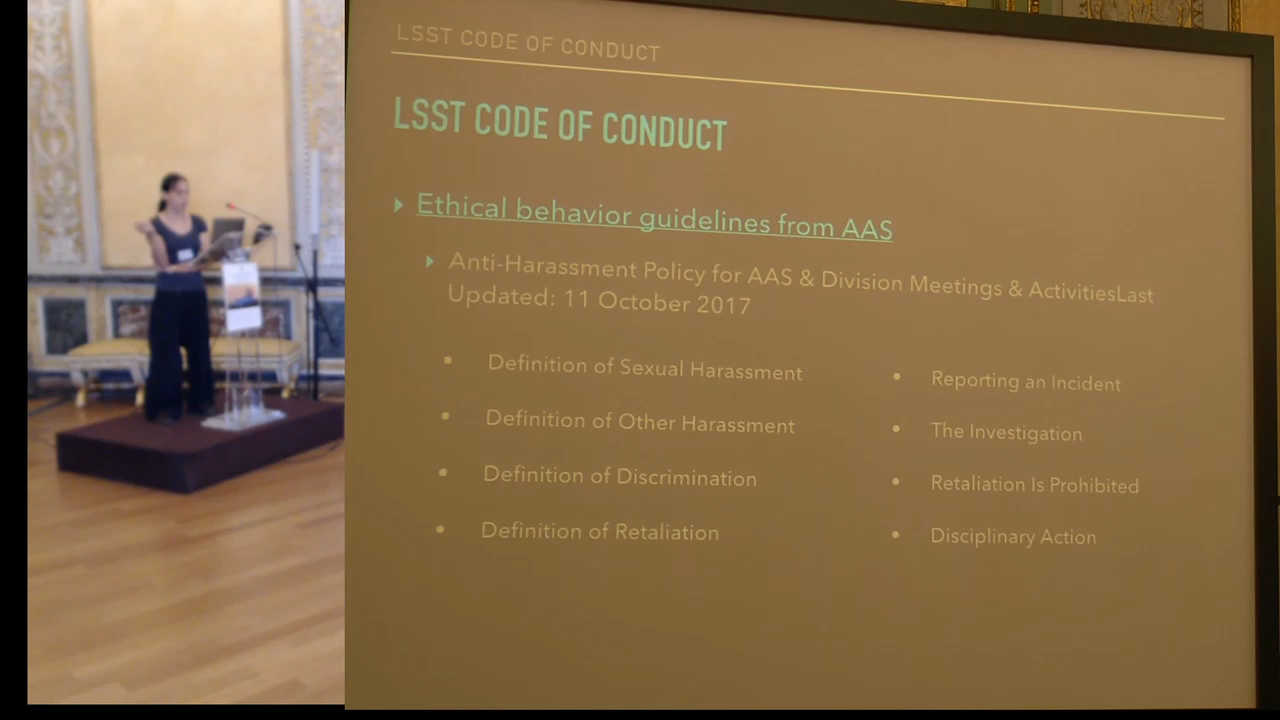 LSST CODE OF CONDUCT
LSST CODE OF CONDUCT
Ethical behavior guidelines from AAS
Anti-Harassment Policy for AAS & Division Meetings & ActivitiesLast
Updated: 11 October 2017
• Definition of Sexual Harassment
• Definition of Other Harassment
• Definition of Discrimination
• Definition of Retaliation
• Reporting an Incident
• The Investigation
• Retaliation Is Prohibited
• Disciplinary Action